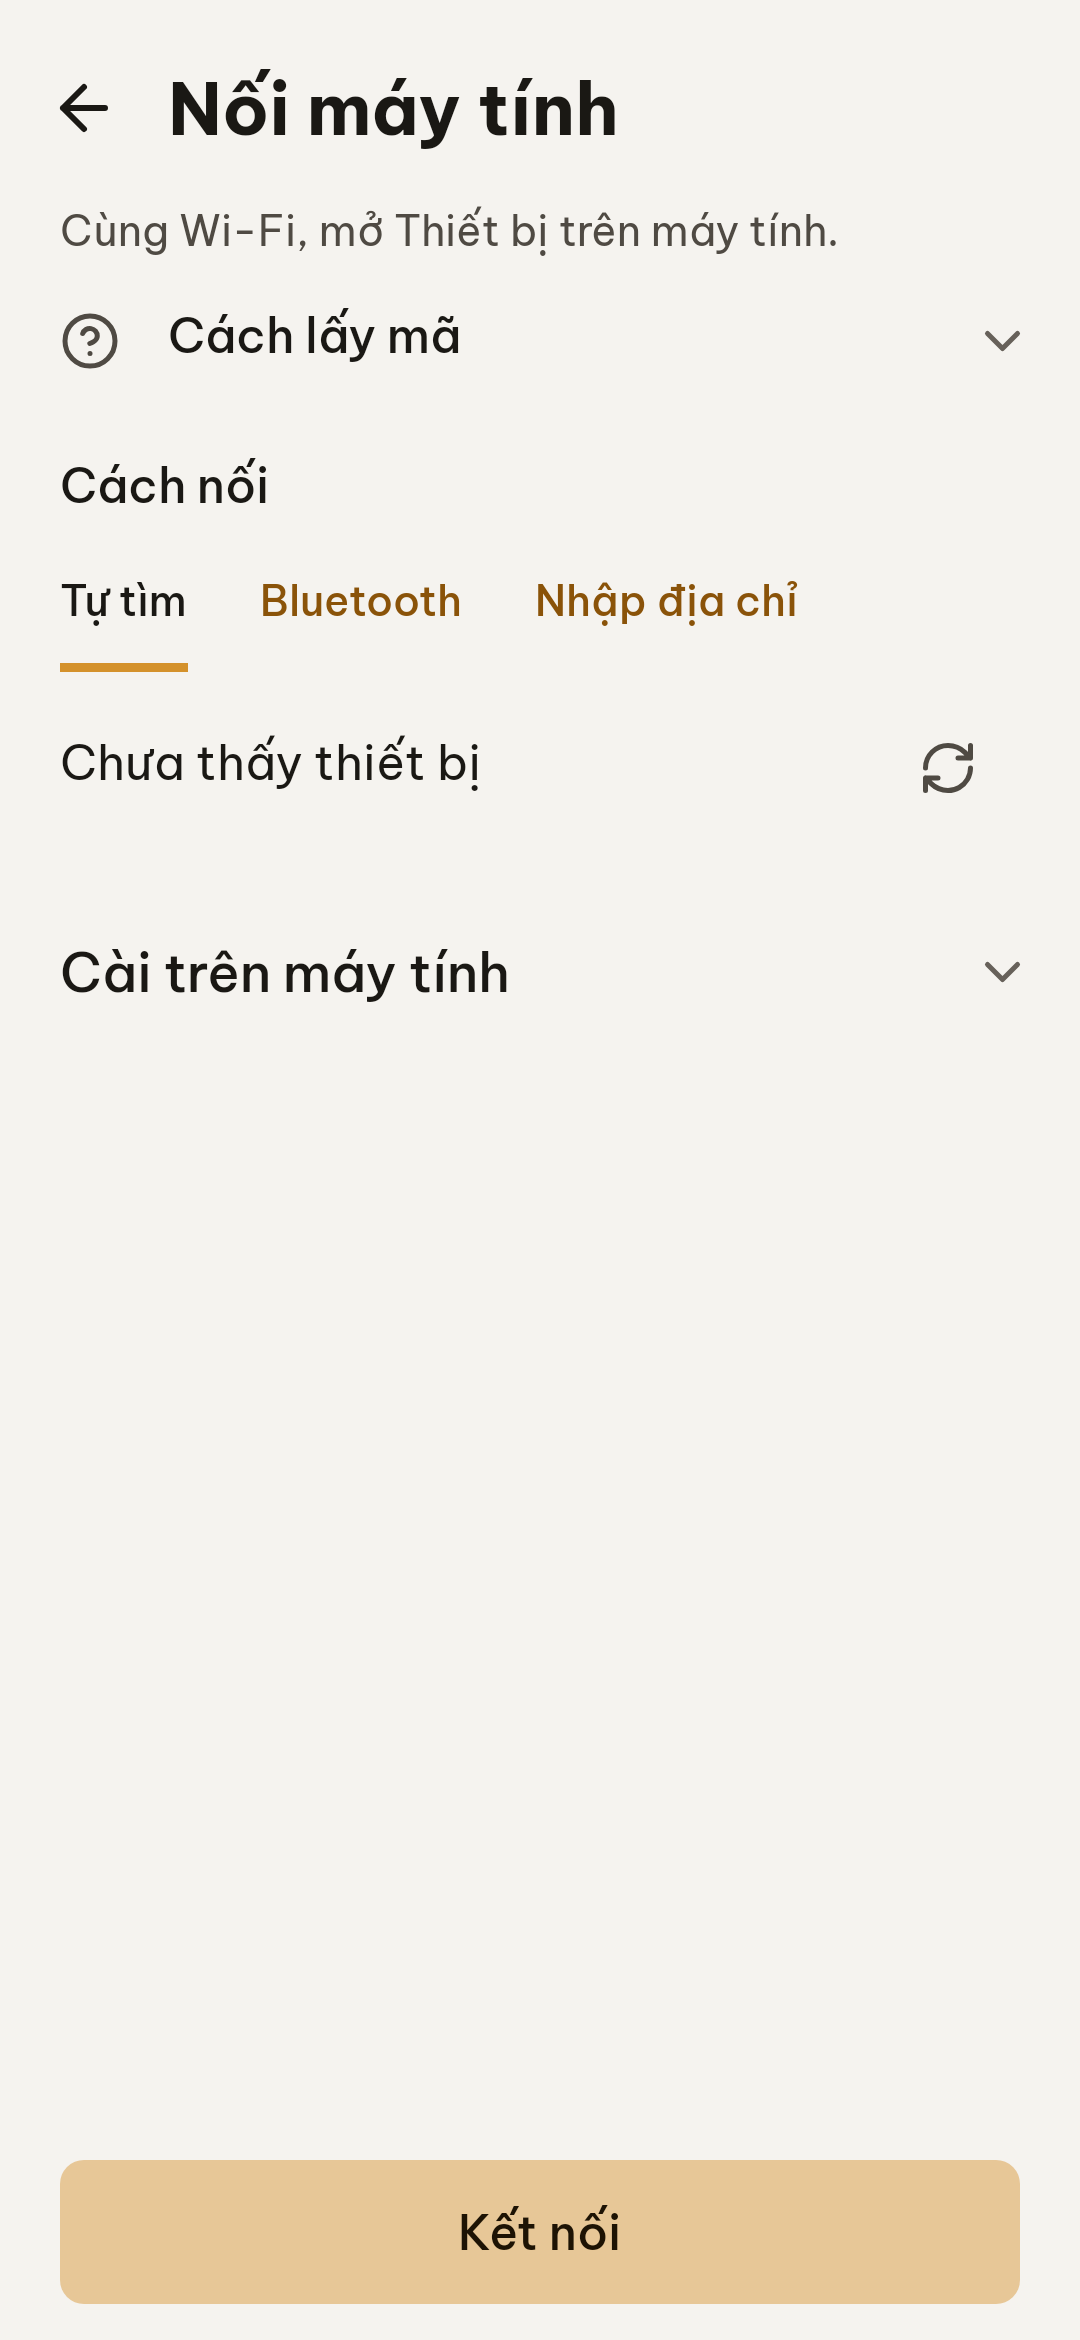 Nối máy tính
Cùng Wi-Fi, mở Thiết bị trên máy tính.
Cách lấy mã
Cách nối
Tự tìm Bluetooth Nhập địa chỉ
Chưa thấy thiết bị
Cài trên máy tính
Kết nối